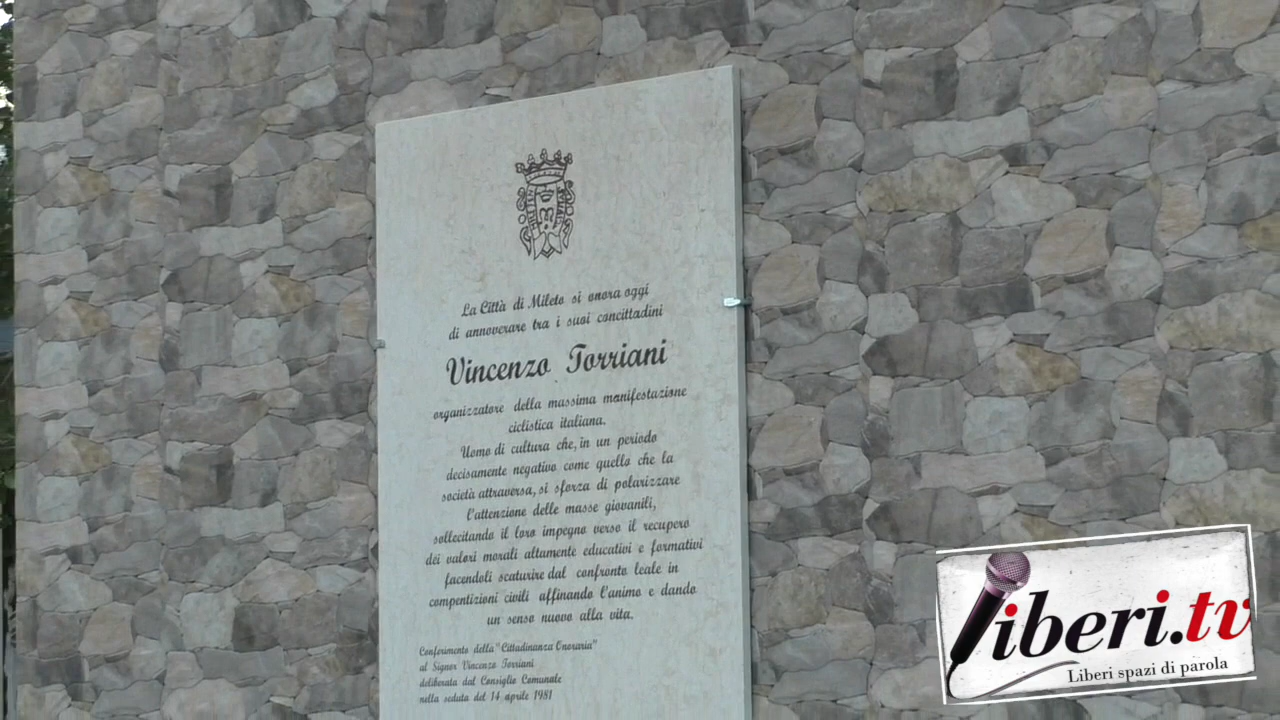 La Città di Mileto si onora oggi
di annoverare tra i suoi concittadini
Vincenzo Torriani
organizzatore della massima manifestazione
ciclistica italiana.
Uomo di cultura che, in un periodo
decisamente negativo come quello che la
società attraversa, si sforza di polarizzare
l'attenzione delle masse giovanili,
sollecitando il loro impegno verso il recupero
dei valori morali altamente educativi e formativi
facendoli scaturire dal confronto leale in
compentizioni civili affinando l'animo e dando
un senso nuovo alla vita.
Conferimento della "Cittadinanza Onoraria"
al Signor Vincenzo Torriani
deliberata dal Consiglio Comunale
nella seduta del 14 aprile 1981
liberi.tv
Liberi spazi di parola